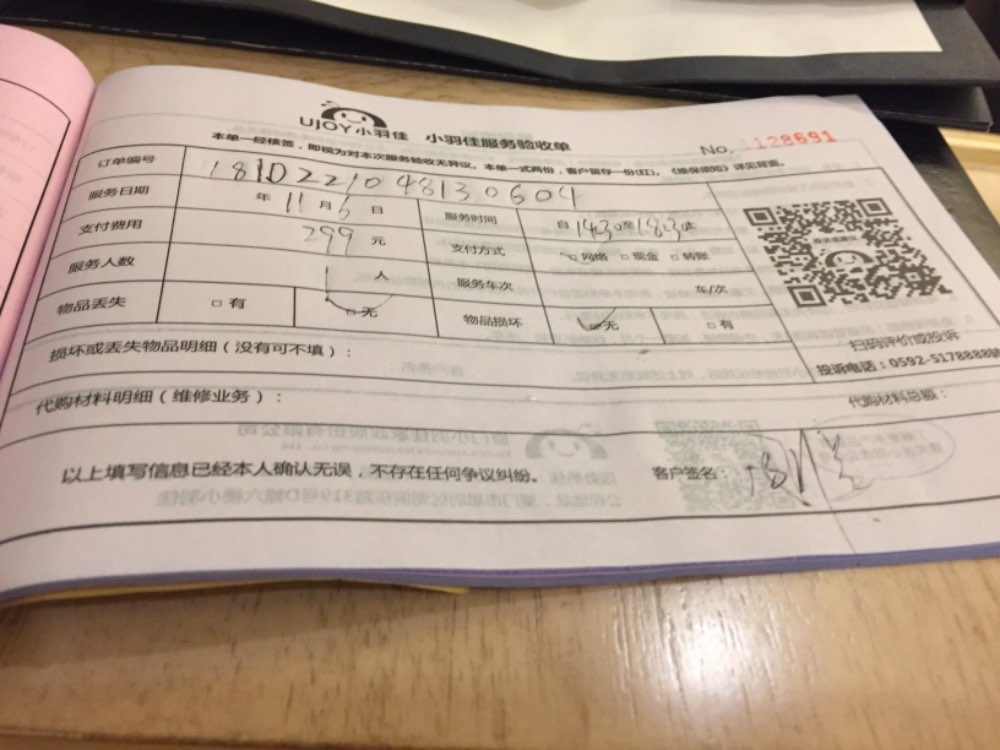 UJOY小羽佳 小羽佳服务验收单
No. 128691
本单一经核签，即视为对本次服务验收无异议。本单一式两份，客户留存一份(红)。《维保须知》详见背面。
订单编号 181D221048130604
服务日期 年 11 月 5 日 服务时间 自 1430 至 1830 止
支付费用 299 元 支付方式 □网络 □现金 □转账
服务人数 1 人 服务车次 车/次
物品丢失 □有 □无 物品损坏 □无 □有
扫码评价或投诉
损坏或丢失物品明细（没有可不填）：
投诉电话：0592-5178888
代购材料明细（维修业务）： 代购材料总额：
以上填写信息已经本人确认无误，不存在任何争议纠纷。 客户签名：